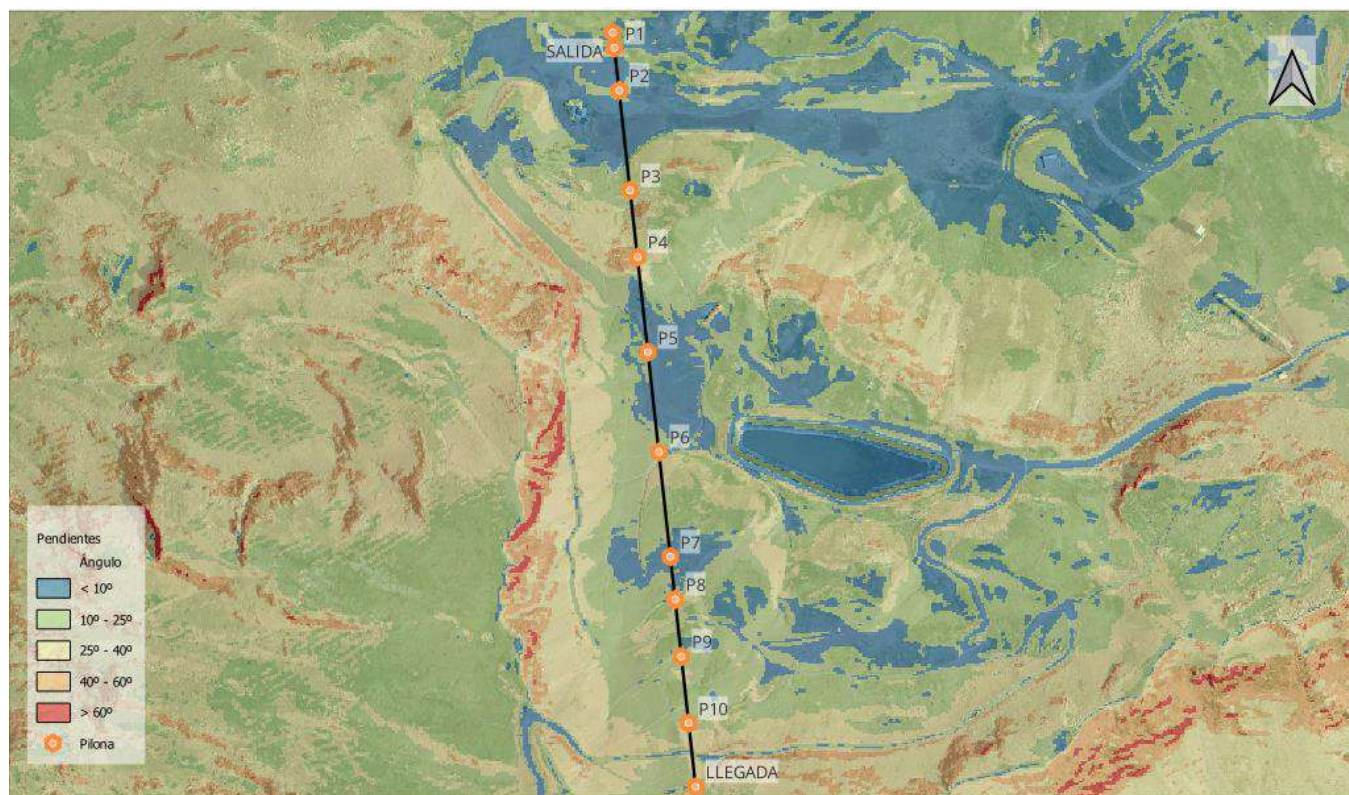 P1
SALIDA
P2
P3
P4
P5
P6
P7
P8
P9
P10
LLEGADA
Pendientes
Ángulo
< 10º
10º - 25º
25º - 40º
40º - 60º
> 60º
Pilona